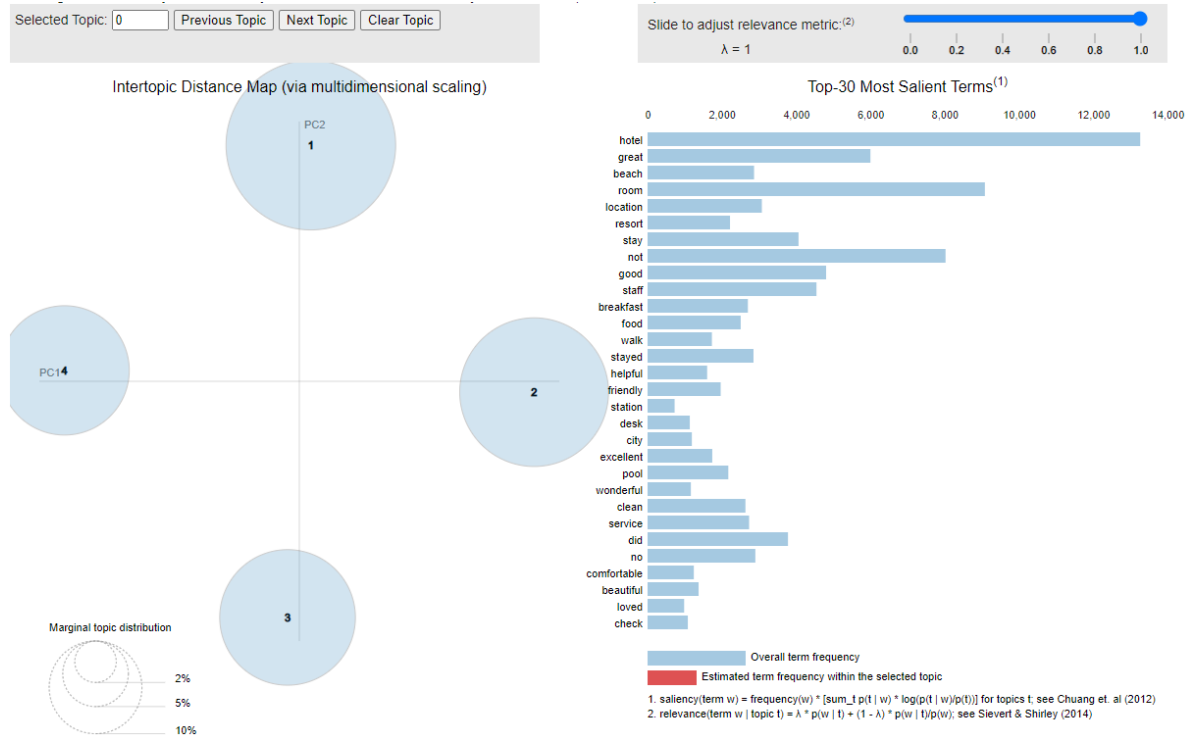 Selected Topic: 0 Previous Topic Next Topic Clear Topic
Slide to adjust relevance metric:(2)
λ = 1
0.0 0.2 0.4 0.6 0.8 1.0
Intertopic Distance Map (via multidimensional scaling)
PC2
1
PC1
4
2
3
Marginal topic distribution
2%
5%
10%
Top-30 Most Salient Terms(1)
0 2,000 4,000 6,000 8,000 10,000 12,000 14,000
hotel
great
beach
room
location
resort
stay
not
good
staff
breakfast
food
walk
stayed
helpful
friendly
station
desk
city
excellent
pool
wonderful
clean
service
did
no
comfortable
beautiful
loved
check
Overall term frequency
Estimated term frequency within the selected topic
1. saliency(term w) = frequency(w) * [sum_t p(t | w) * log(p(t | w)/p(t))] for topics t; see Chuang et. al (2012)
2. relevance(term w | topic t) = λ * p(w | t) + (1 - λ) * p(w | t)/p(w); see Sievert & Shirley (2014)